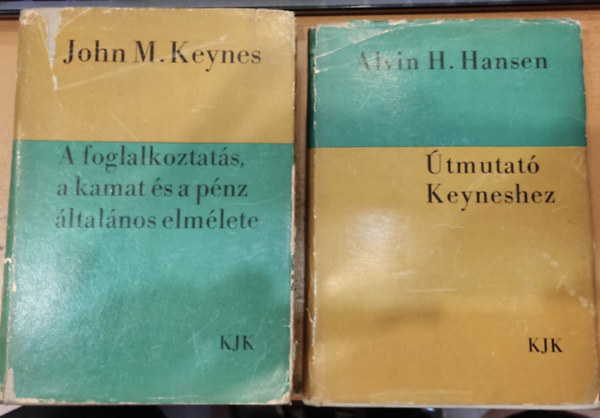 John M. Keynes
A foglalkoztatás,
a kamat és a pénz
általános elmélete
KJK
Alvin H. Hansen
Útmutató
Keyneshez
KJK